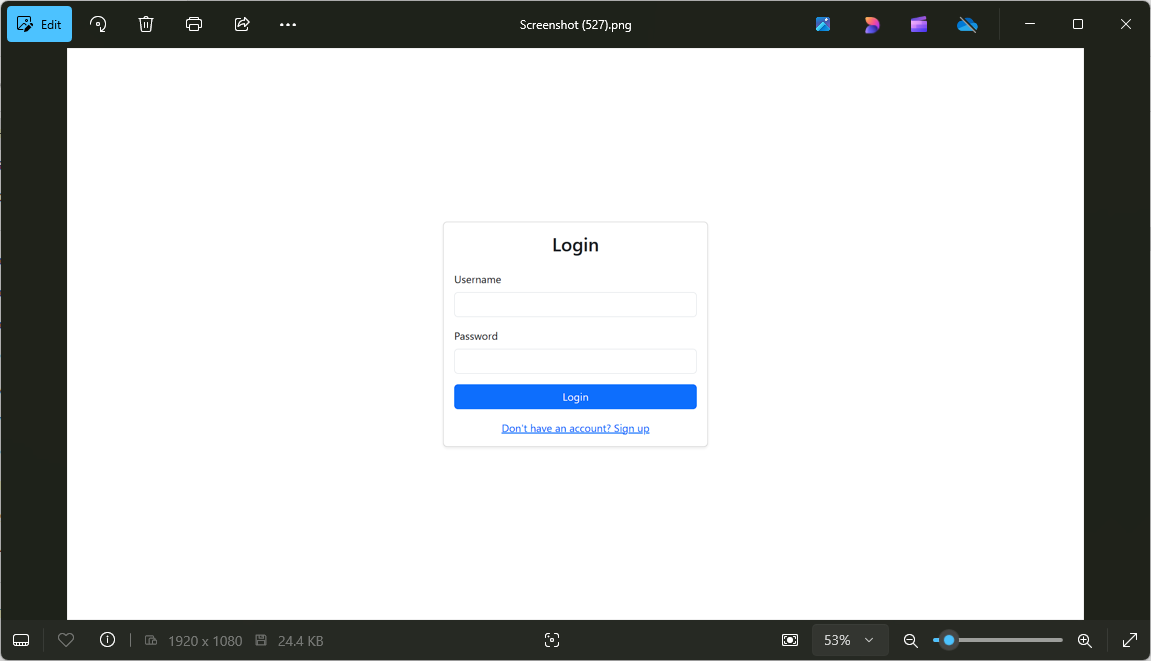 Edit
Screenshot (527).png
Login
Username
Password
Login
Don't have an account? Sign up
1920 x 1080
24.4 KB
53%